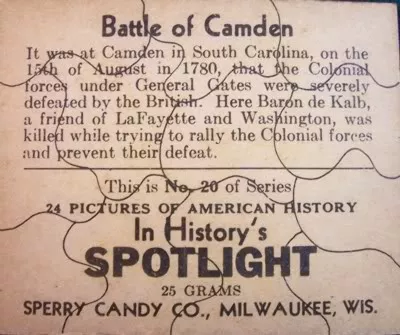 Battle of Camden
It was at Camden in South Carolina, on the
15th of August in 1780, that the Colonial
forces under General Gates were severely
defeated by the British. Here Baron de Kalb,
a friend of LaFayette and Washington, was
killed while trying to rally the Colonial forces
and prevent their defeat.
This is No. 20 of Series
24 PICTURES OF AMERICAN HISTORY
In History's
SPOTLIGHT
25 GRAMS
SPERRY CANDY CO., MILWAUKEE, WIS.